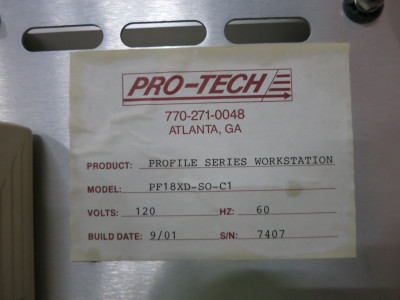 PRO-TECH
770-271-0048
ATLANTA, GA
PRODUCT: PROFILE SERIES WORKSTATION
MODEL: PF18XD-SO-C1
VOLTS: 120 HZ: 60
BUILD DATE: 9/01 S/N: 7407